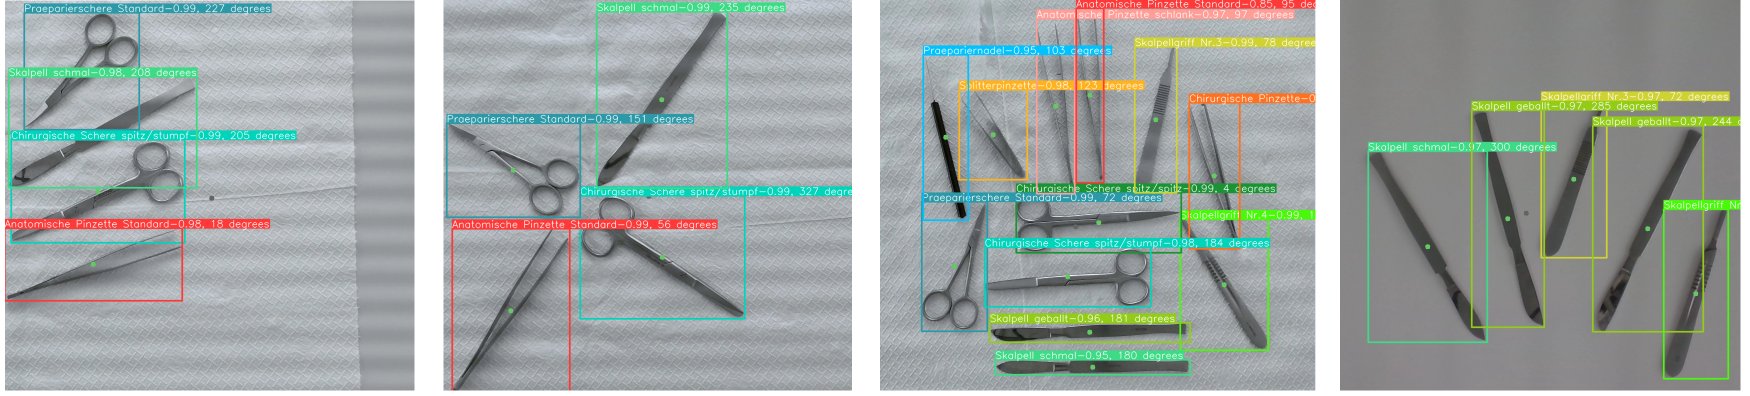 Praeparierschere Standard-0.99, 227 degrees
Skalpell schmal-0.98, 208 degrees
Chirurgische Schere spitz/stumpf-0.99, 205 degrees
Anatomische Pinzette Standard-0.98, 18 degrees
Skalpell schmal-0.99, 235 degrees
Praeparierschere Standard-0.99, 151 degrees
Chirurgische Schere spitz/stumpf-0.99, 327 degre
Anatomische Pinzette Standard-0.99, 56 degrees
Anatomische Pinzette Standard-0.85, 95 de
Anatomische Pinzette schlank-0.97, 97 degrees
Skalpellgriff Nr.3-0.99, 78 degree
Praepariernadel-0.95, 103 degrees
Splitterpinzette-0.98, 123 degrees
Chirurgische Pinzette-0
Chirurgische Schere spitz/spitz-0.99, 4 degrees
Praeparierschere Standard-0.99, 72 degrees
Skalpellgriff Nr.4-0.99, 1
Chirurgische Schere spitz/stumpf-0.98, 184 degrees
Skalpell geballt-0.96, 181 degrees
Skalpell schmal-0.95, 180 degrees
Skalpellgriff Nr.3-0.97, 72 degrees
Skalpell geballt-0.97, 285 degrees
Skalpell geballt-0.97, 244 d
Skalpell schmal-0.97, 300 degrees
Skalpellgriff Nr